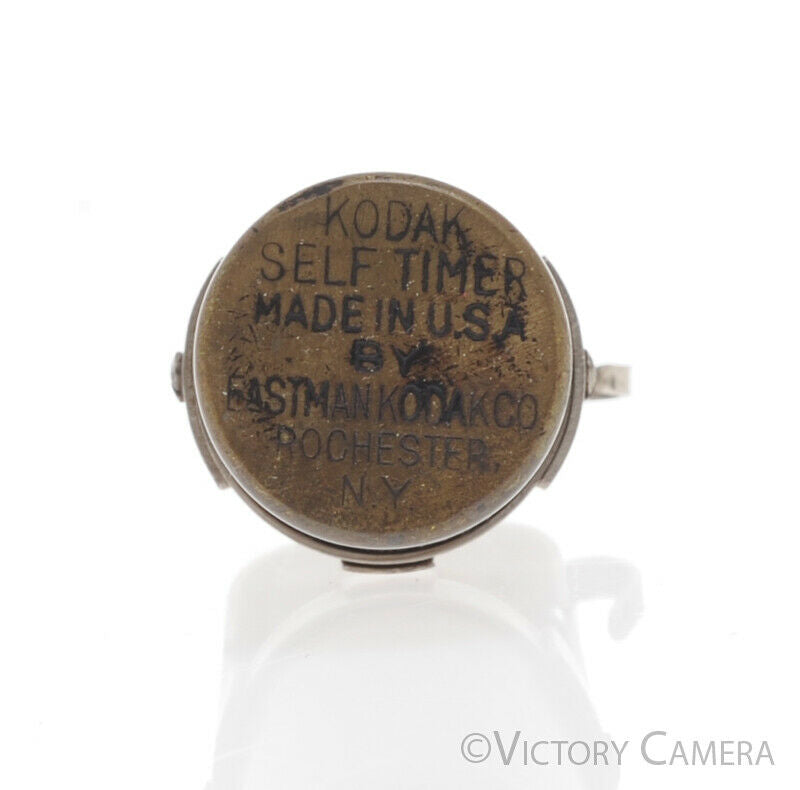 KODAK
SELF TIMER
MADE IN U.S.A
BY
EASTMAN KODAK CO.
ROCHESTER,
N.Y.
©VICTORY CAMERA